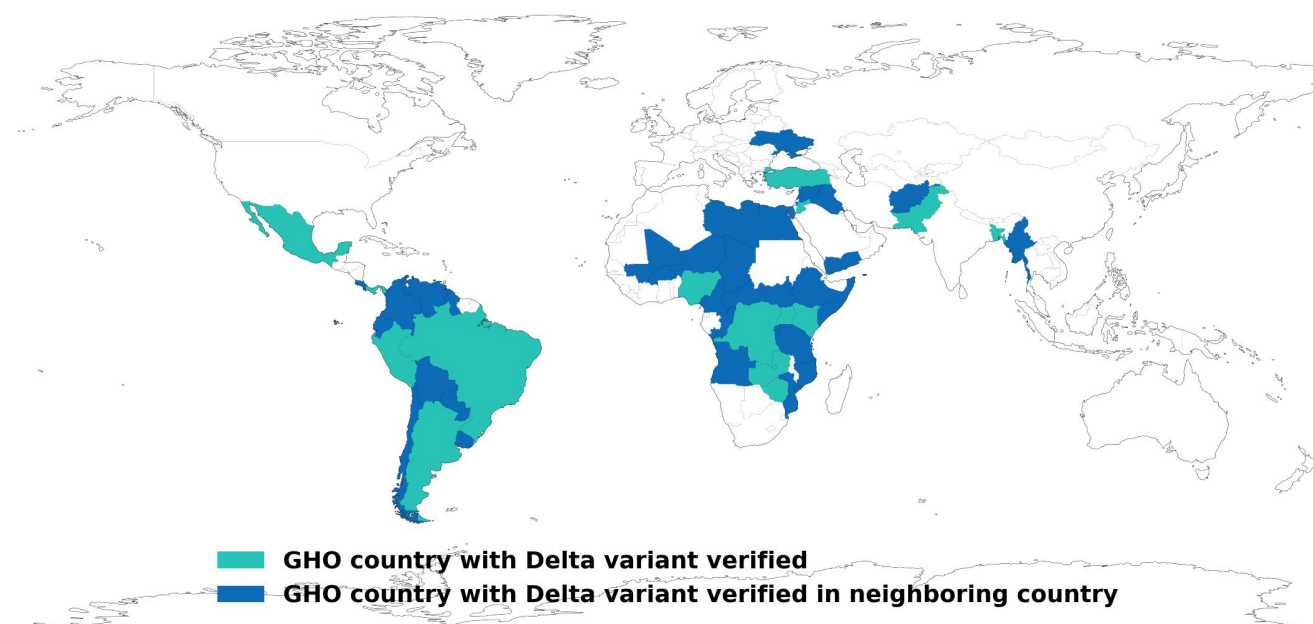 GHO country with Delta variant verified
GHO country with Delta variant verified in neighboring country